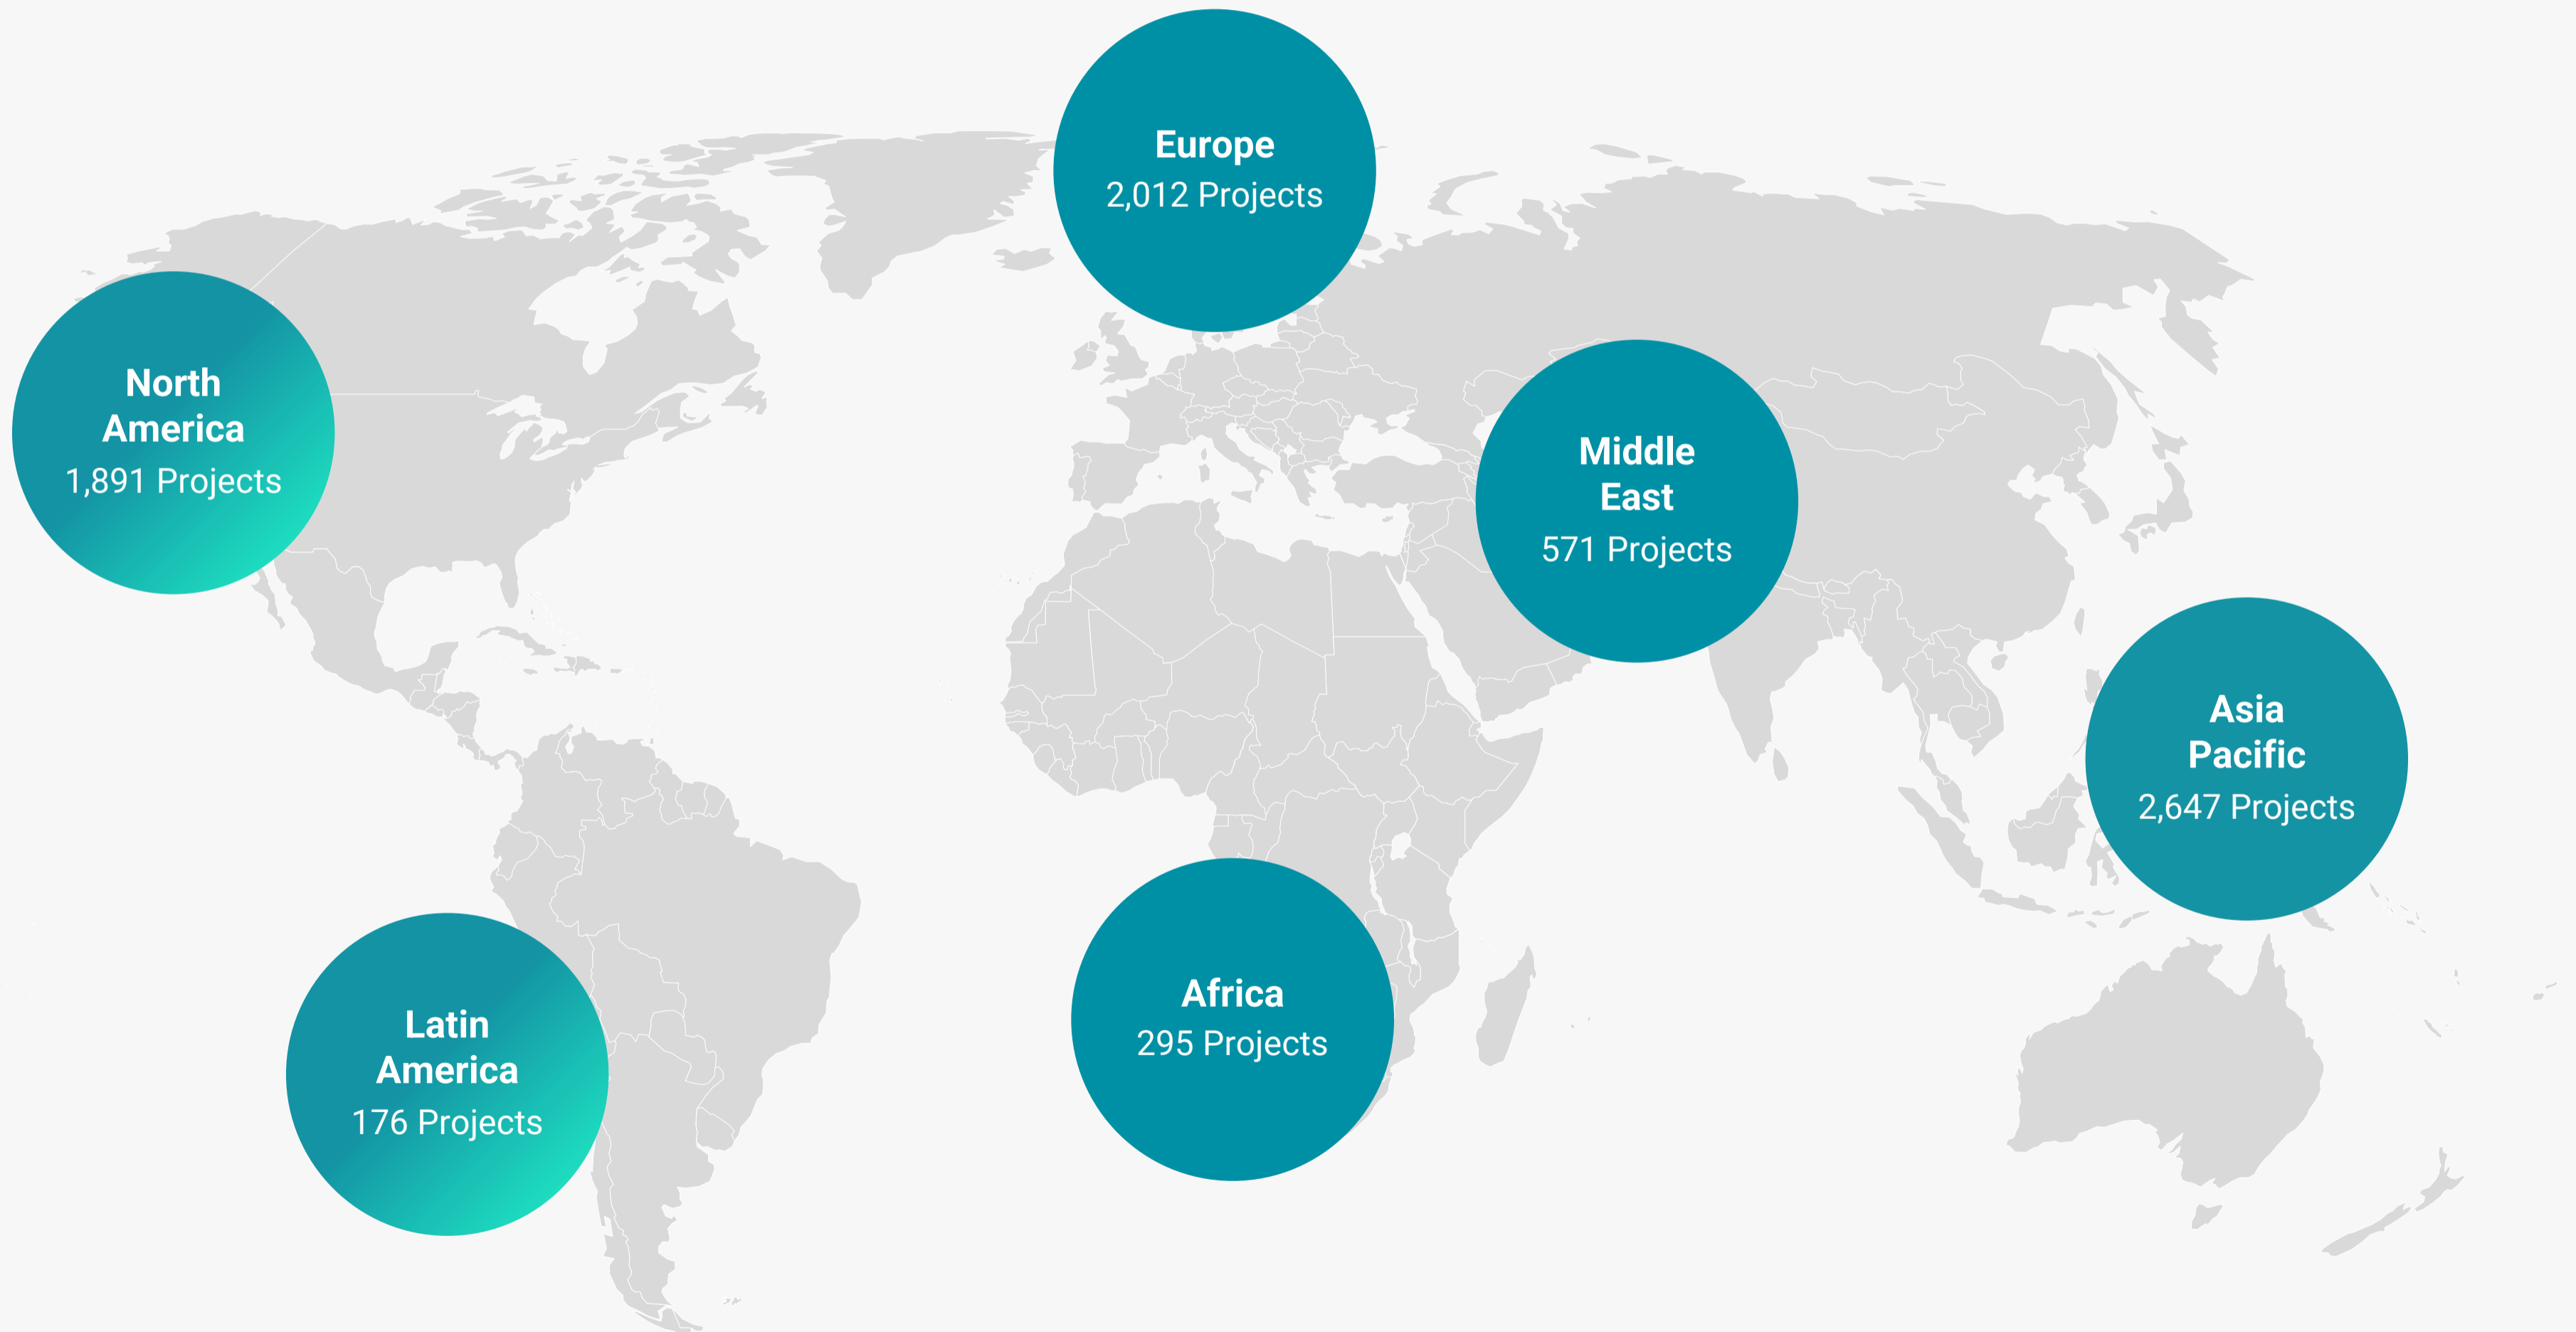 Europe
2,012 Projects
North
America
1,891 Projects
Middle
East
571 Projects
Asia
Pacific
2,647 Projects
Africa
295 Projects
Latin
America
176 Projects